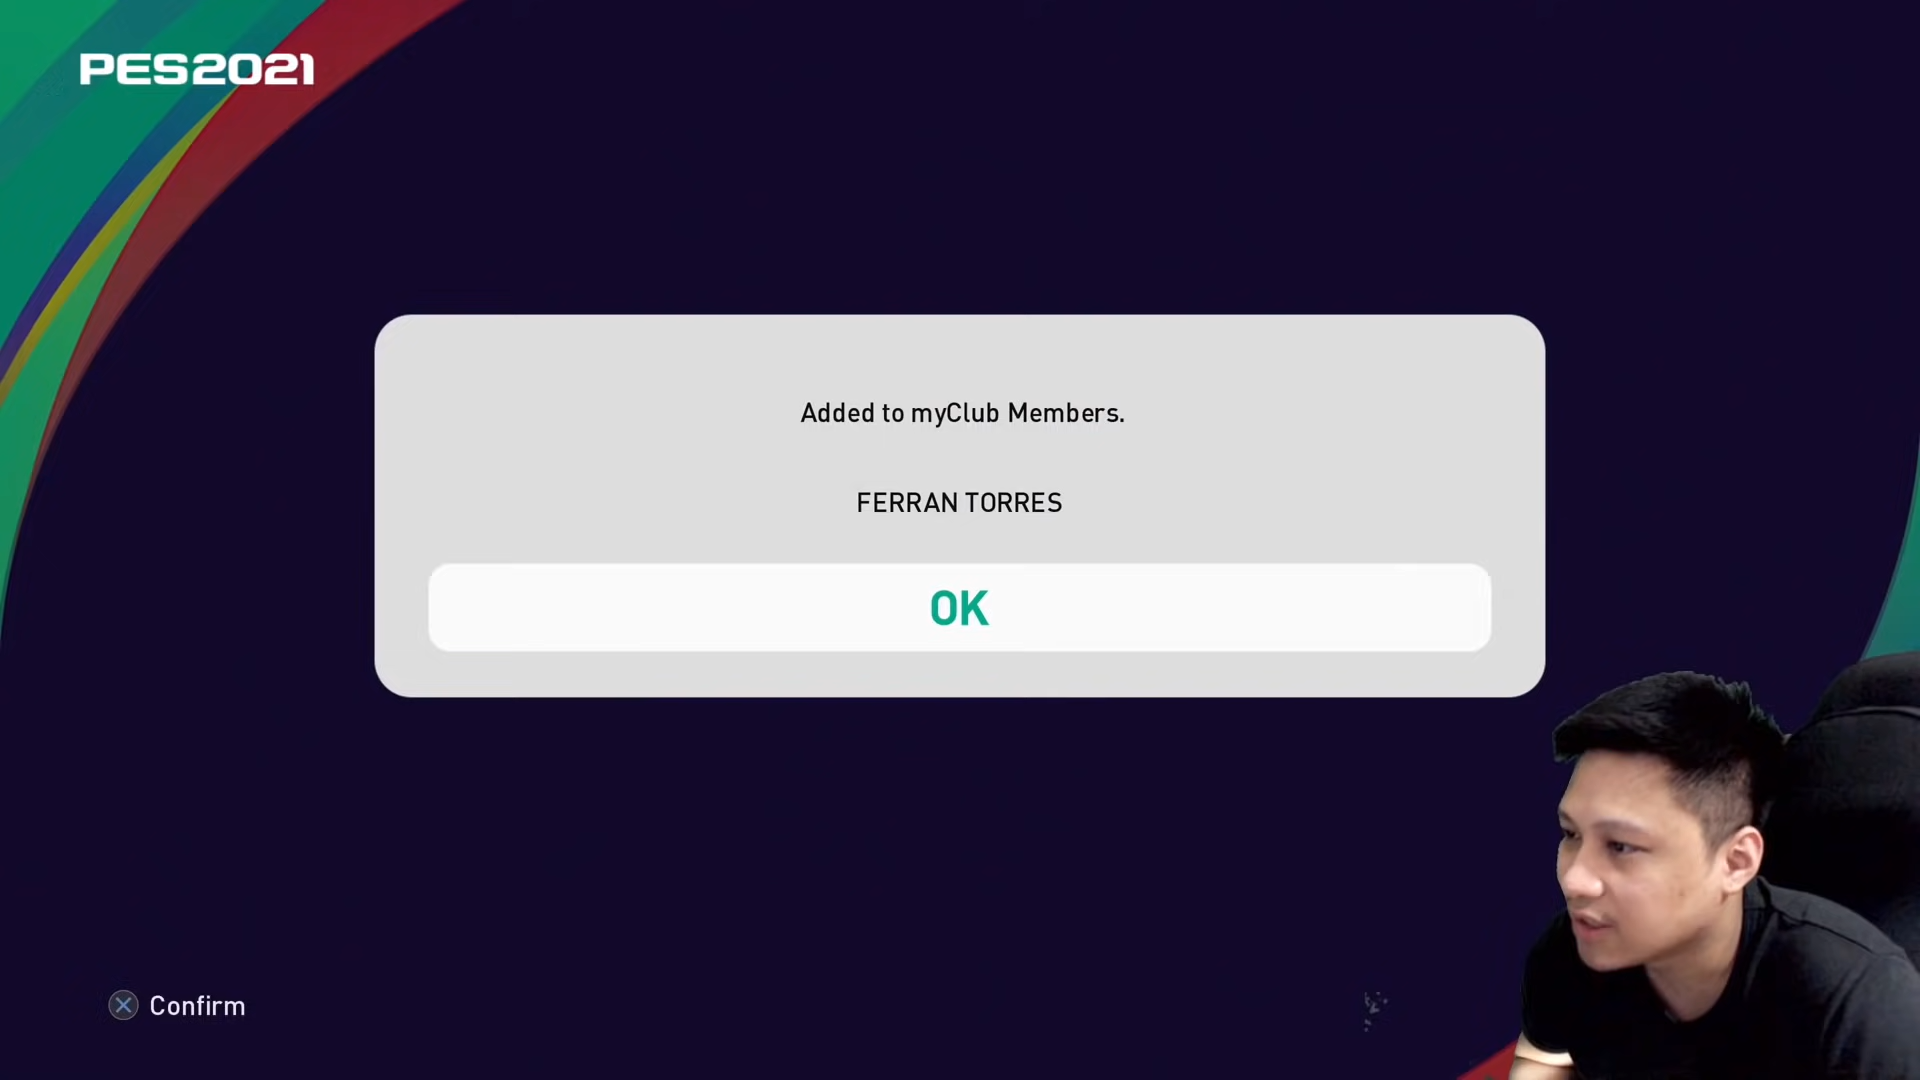 PES2021
Added to myClub Members.
FERRAN TORRES
OK
Confirm